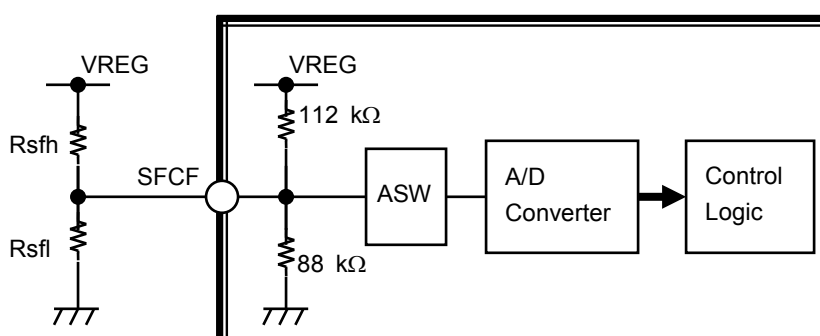 VREG
Rsfh
Rsfl
SFCF
VREG
112 kΩ
88 kΩ
ASW
A/D
Converter
Control
Logic